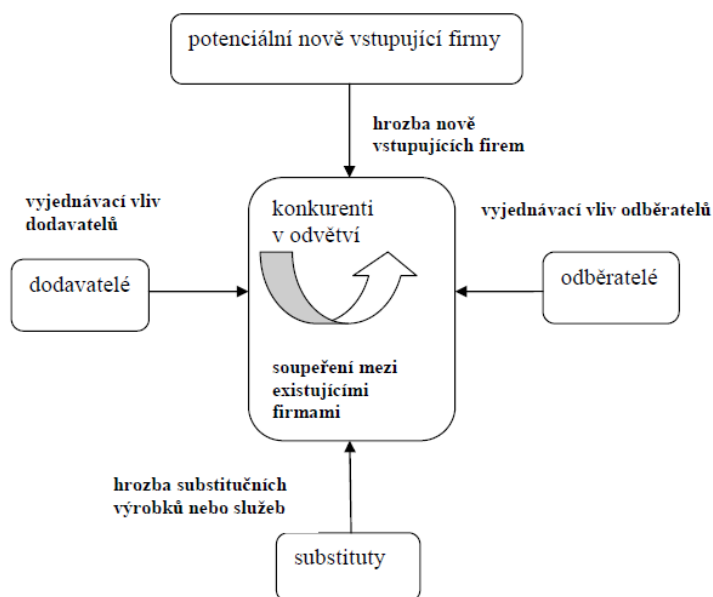 potenciální nově vstupující firmy
hrozba nově
vstupujících firem
vyjednávací vliv
dodavatelů
konkurenti
v odvětví
vyjednávací vliv odběratelů
dodavatelé
odběratelé
soupeření mezi
existujícími
firmami
hrozba substitučních
výrobků nebo služeb
substituty